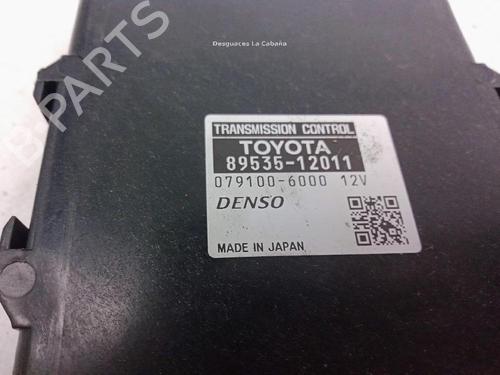 Desguaces La Cabaña
B-PARTS
TRANSMISSION CONTROL
TOYOTA
89535-12011
079100-6000 12V
DENSO
MADE IN JAPAN